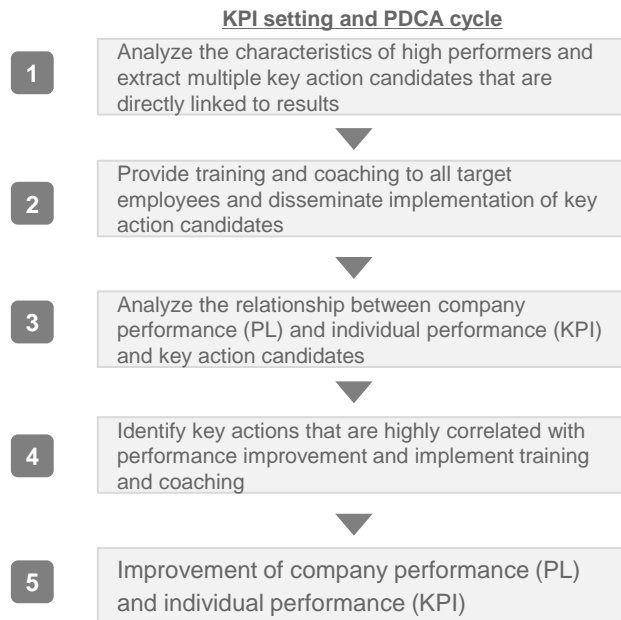 KPI setting and PDCA cycle
1
Analyze the characteristics of high performers and
extract multiple key action candidates that are
directly linked to results
2
Provide training and coaching to all target
employees and disseminate implementation of key
action candidates
3
Analyze the relationship between company
performance (PL) and individual performance (KPI)
and key action candidates
4
Identify key actions that are highly correlated with
performance improvement and implement training
and coaching
5
Improvement of company performance (PL)
and individual performance (KPI)